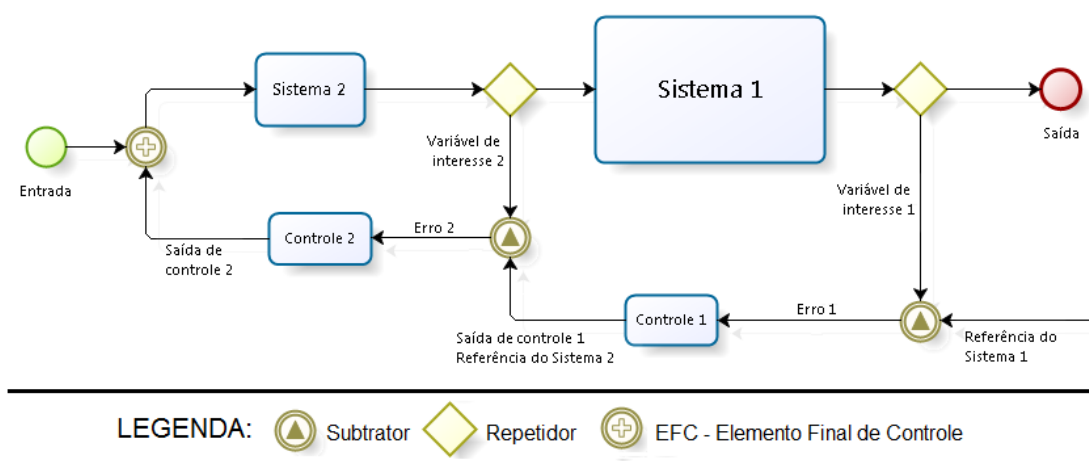 Sistema 2
Sistema 1
Entrada
Variável de
interesse 2
Saída
Variável de
interesse 1
Controle 2
Erro 2
Saída de
controle 2
Controle 1
Erro 1
Saída de controle 1
Referência do Sistema 2
Referência do
Sistema 1
LEGENDA:
Subtrator
Repetidor
EFC - Elemento Final de Controle